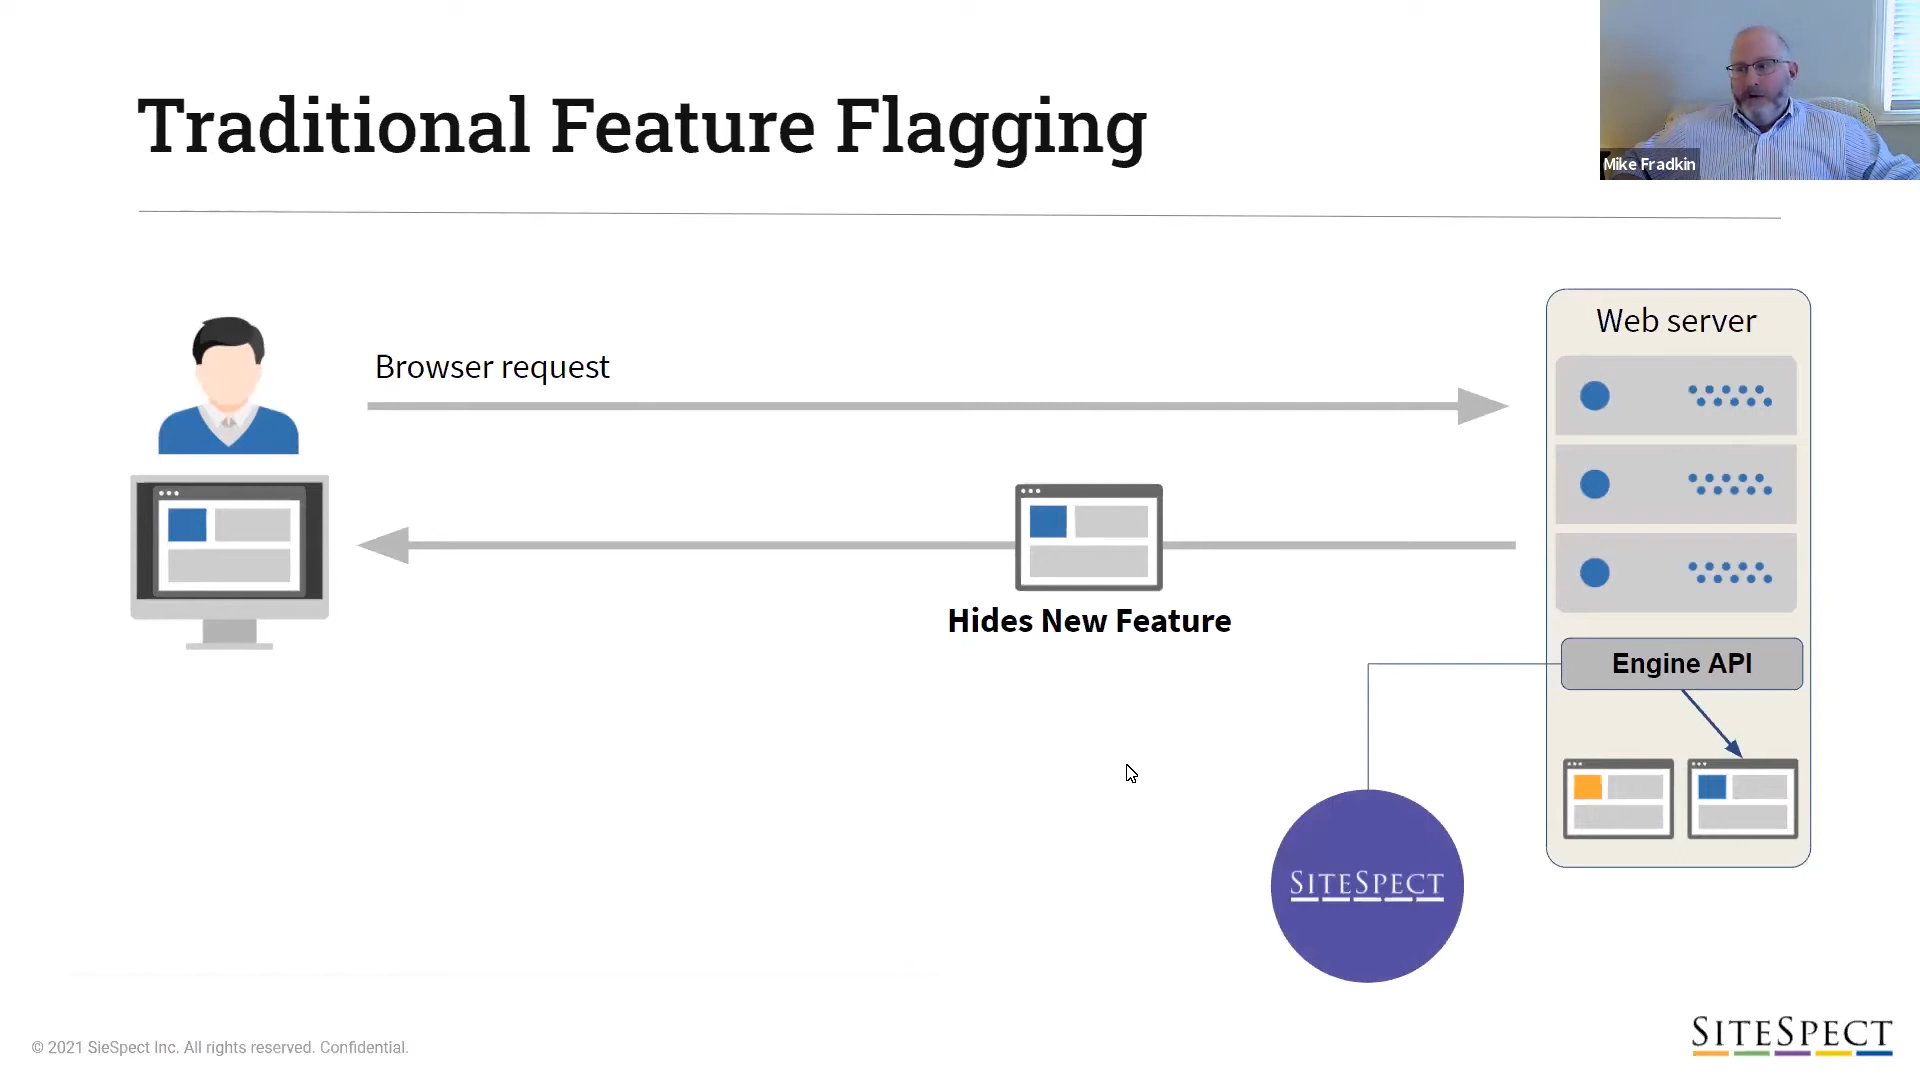 Traditional Feature Flagging
Mike Fradkin
Web server
Browser request
Hides New Feature
Engine API
SITESPECT
© 2021 SieSpect Inc. All rights reserved. Confidential.
SITESPECT